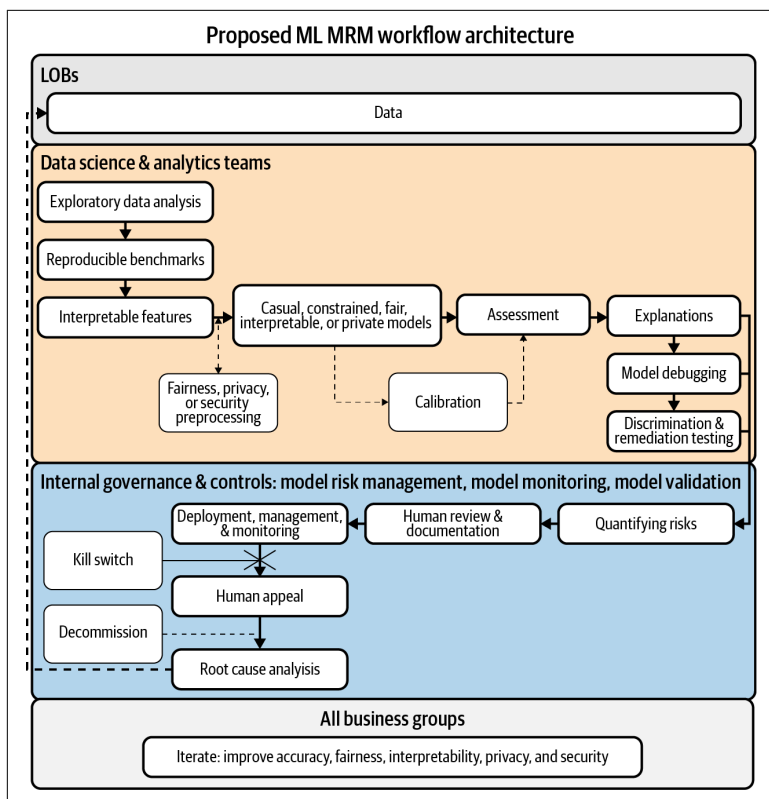 Proposed ML MRM workflow architecture
LOBs
Data
Data science & analytics teams
Exploratory data analysis
Reproducible benchmarks
Interpretable features
Casual, constrained, fair,
interpretable, or private models
Assessment
Explanations
Fairness, privacy,
or security
preprocessing
Calibration
Model debugging
Discrimination &
remediation testing
Internal governance & controls: model risk management, model monitoring, model validation
Deployment, management,
& monitoring
Human review &
documentation
Quantifying risks
Kill switch
Human appeal
Decommission
Root cause analyisis
All business groups
Iterate: improve accuracy, fairness, interpretability, privacy, and security